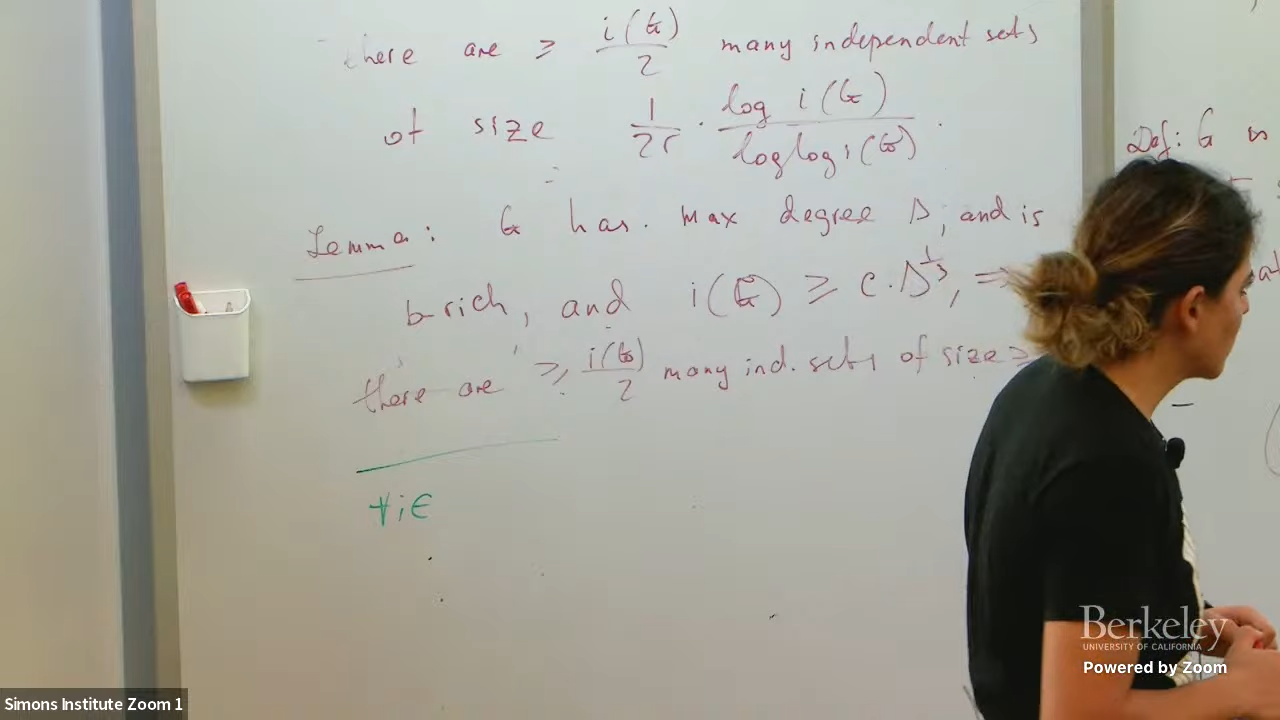 there are ≥ i(G)/2 many independent sets
of size 1/2r · log i(G) / log log i(G) .
Def: G is
Lemma: G has. max degree Δ, and is
b-rich, and i(G) ≥ c.Δ^{1/3}, ⇒
there are ≥ i(G)/2 many ind. sets of size ≥
∀i∈
Berkeley
UNIVERSITY OF CALIFORNIA
Powered by Zoom
Simons Institute Zoom 1